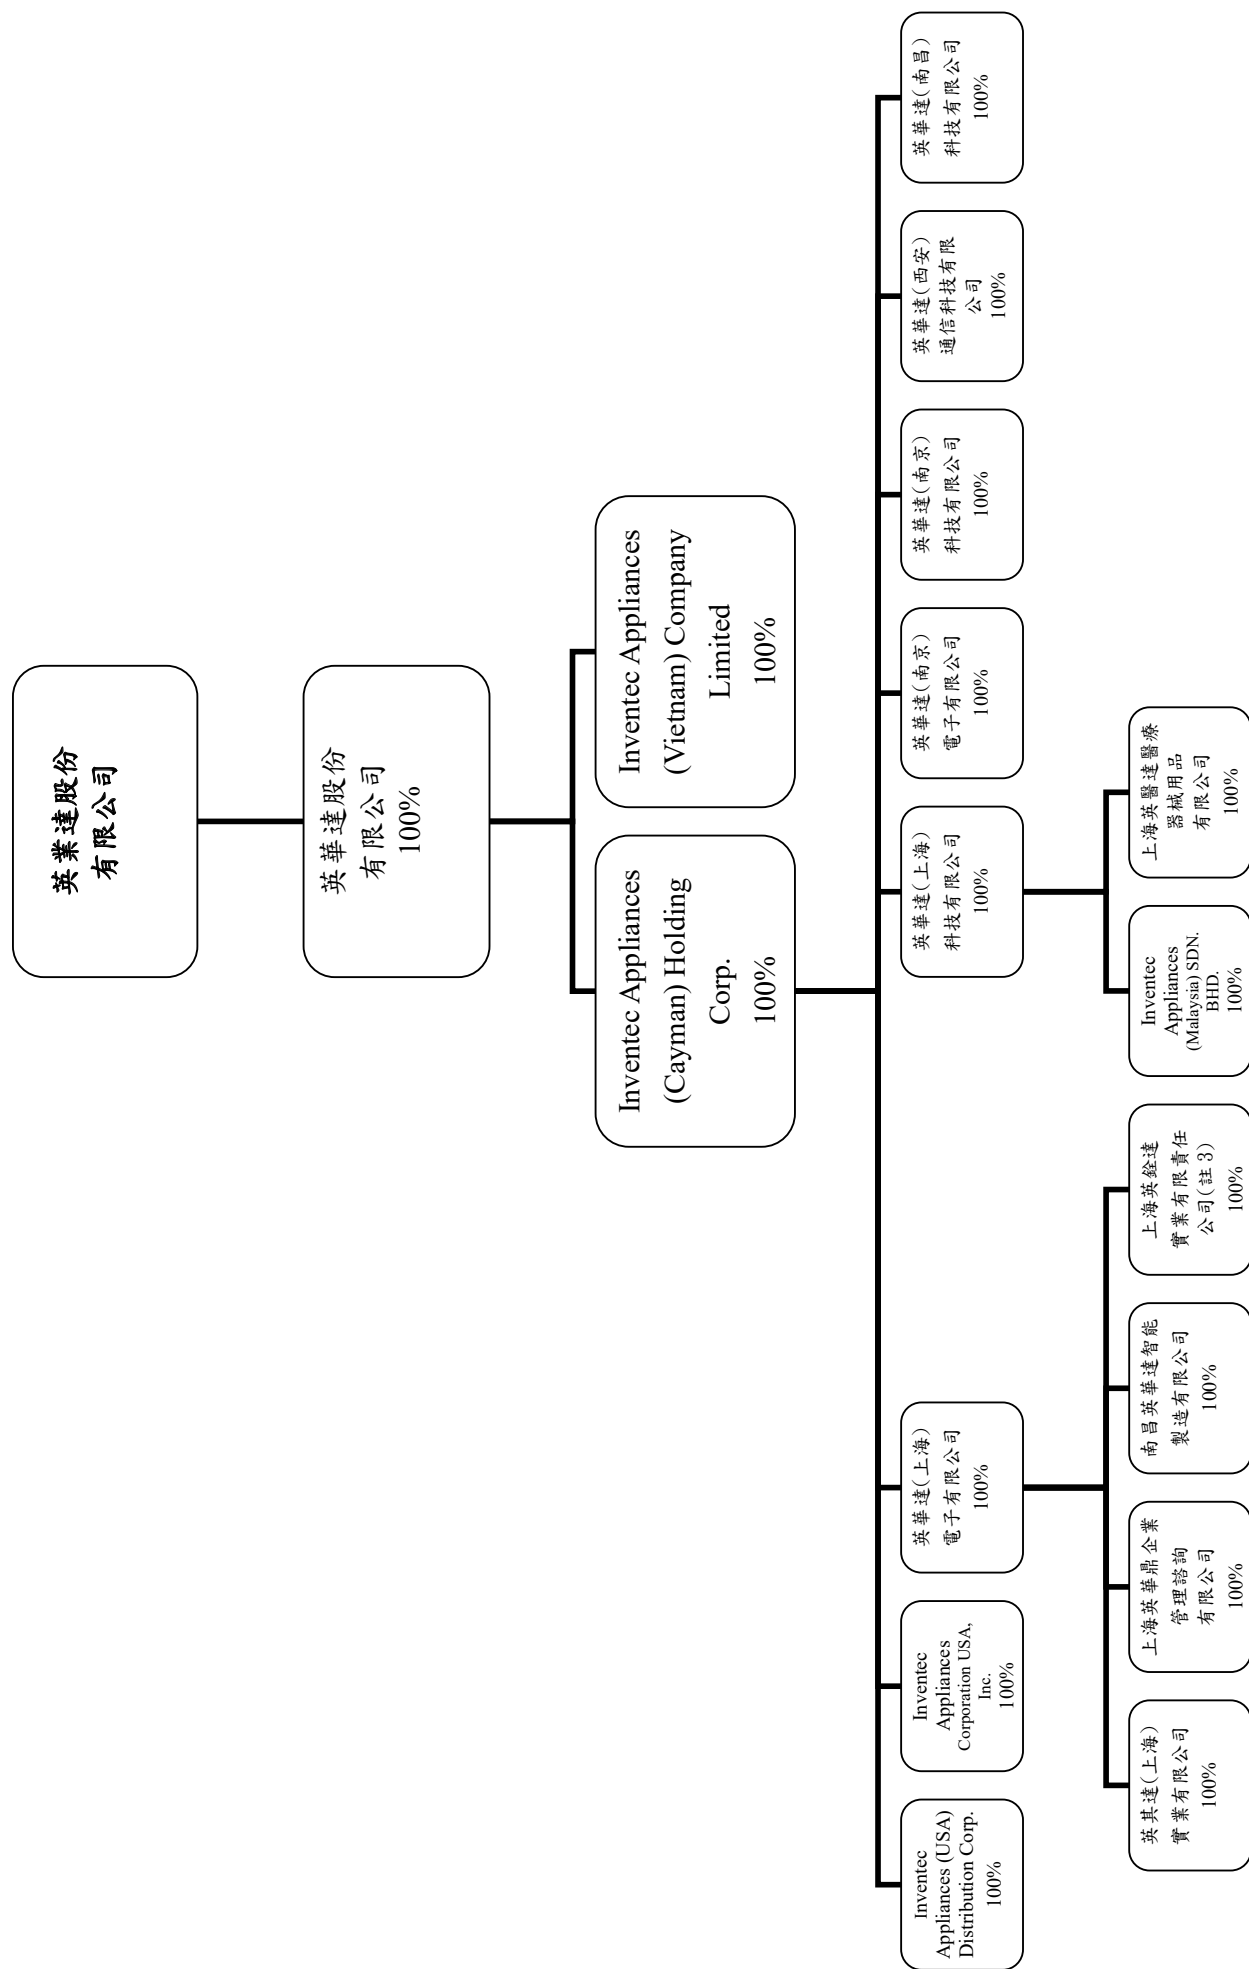 英業達股份
有限公司
英華達股份
有限公司
100%
Inventec Appliances
(Cayman) Holding
Corp.
100%
Inventec Appliances
(Vietnam) Company
Limited
100%
Inventec
Appliances (USA)
Distribution Corp.
100%
Inventec
Appliances
Corporation USA,
Inc.
100%
英華達(上海)
電子有限公司
100%
英華達(上海)
科技有限公司
100%
英華達(南京)
電子有限公司
100%
英華達(南京)
科技有限公司
100%
英華達(西安)
通信科技有限
公司
100%
英華達(南昌)
科技有限公司
100%
英其達(上海)
實業有限公司
100%
上海英華鼎企業
管理諮詢
有限公司
100%
南昌英華達智能
製造有限公司
100%
上海英銓達
實業有限責任
公司(註 3)
100%
Inventec
Appliances
(Malaysia) SDN.
BHD.
100%
上海英醫達醫療
器械用品
有限公司
100%